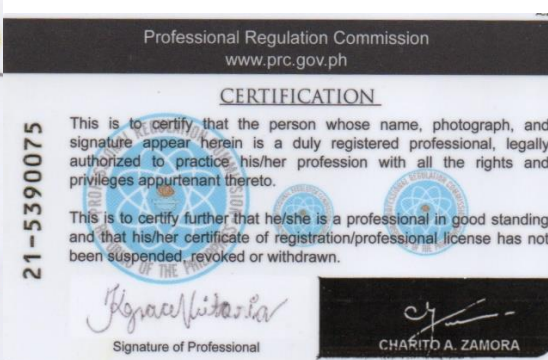 Professional Regulation Commission
www.prc.gov.ph
CERTIFICATION
21-5390075
This is to certify that the person whose name, photograph, and
signature appear herein is a duly registered professional, legally
authorized to practice his/her profession with all the rights and
privileges appurtenant thereto.
This is to certify further that he/she is a professional in good standing
and that his/her certificate of registration/professional license has not
been suspended, revoked or withdrawn.
Signature of Professional
CHARITO A. ZAMORA